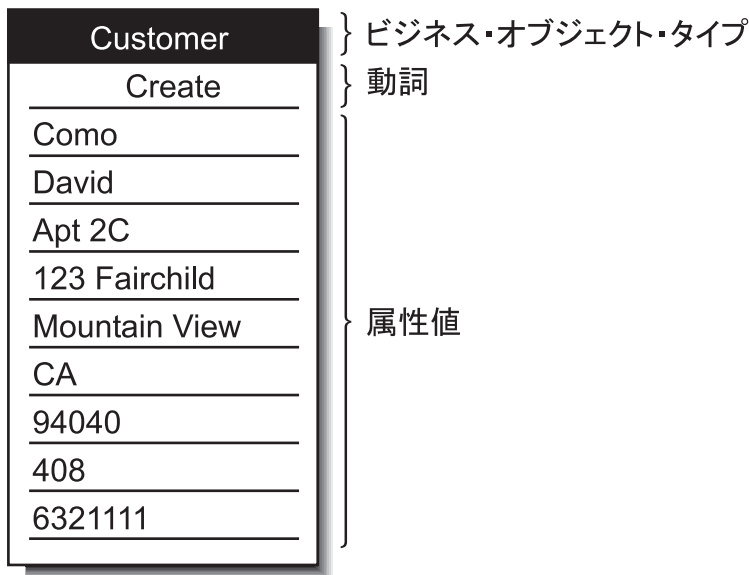 Customer
ビジネス・オブジェクト・タイプ
Create
動詞
Como
David
Apt 2C
123 Fairchild
Mountain View
属性値
CA
94040
408
6321111